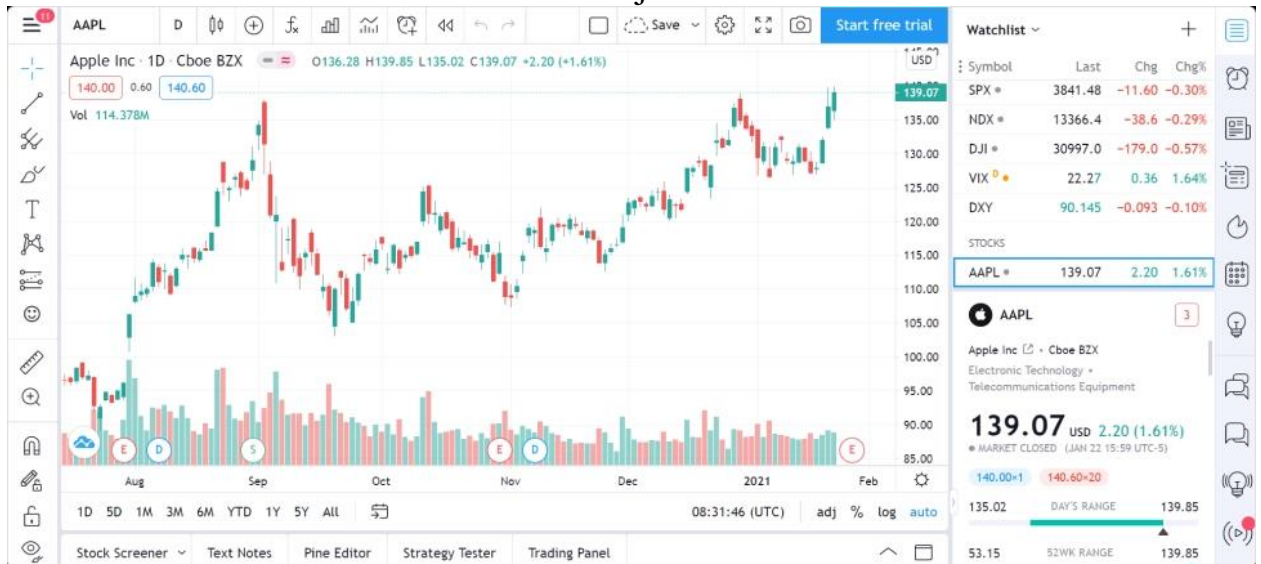 11
AAPL D Save Start free trial
Apple Inc · 1D · Cboe BZX O136.28 H139.85 L135.02 C139.07 +2.20 (+1.61%)
140.00 0.60 140.60
Vol 114.378M
USD
139.07
135.00
130.00
125.00
120.00
115.00
110.00
105.00
100.00
95.00
90.00
85.00
E D S E D E
Aug Sep Oct Nov Dec 2021 Feb
1D 5D 1M 3M 6M YTD 1Y 5Y All 08:31:46 (UTC) adj % log auto
Stock Screener Text Notes Pine Editor Strategy Tester Trading Panel
Watchlist
Symbol Last Chg Chg%
SPX 3841.48 −11.60 −0.30%
NDX 13366.4 −38.6 −0.29%
DJI 30997.0 −179.0 −0.57%
VIX D 22.27 0.36 1.64%
DXY 90.145 −0.093 −0.10%
STOCKS
AAPL 139.07 2.20 1.61%
AAPL 3
Apple Inc · Cboe BZX
Electronic Technology •
Telecommunications Equipment
139.07 USD 2.20 (1.61%)
● MARKET CLOSED (JAN 22 15:59 UTC-5)
140.00×1 140.60×20
135.02 DAY'S RANGE 139.85
53.15 52WK RANGE 139.85